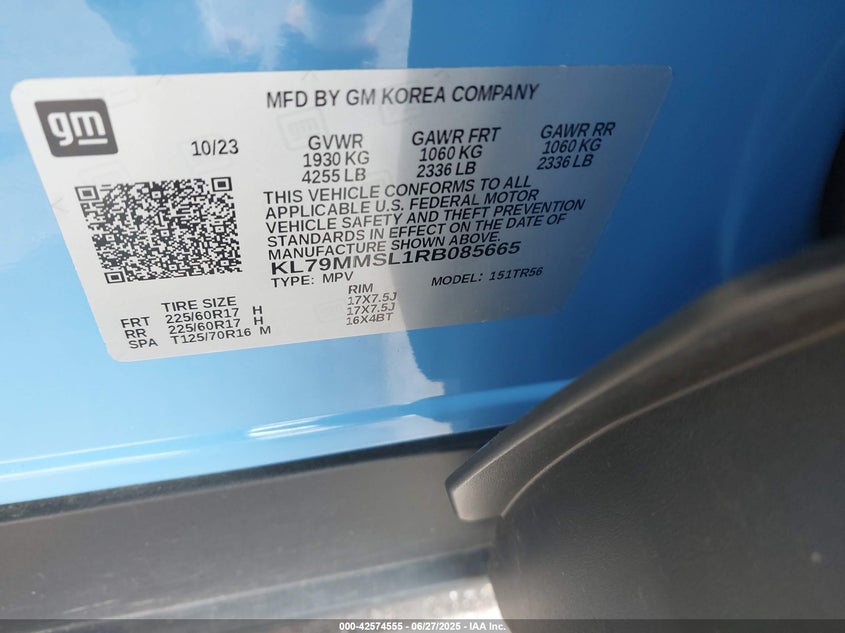 gm
MFD BY GM KOREA COMPANY
10/23
GVWR GAWR FRT GAWR RR
1930 KG 1060 KG 1060 KG
4255 LB 2336 LB 2336 LB
THIS VEHICLE CONFORMS TO ALL
APPLICABLE U.S. FEDERAL MOTOR
VEHICLE SAFETY AND THEFT PREVENTION
STANDARDS IN EFFECT ON THE DATE OF
MANUFACTURE SHOWN ABOVE.
KL79MMSL1RB085665
TYPE: MPV MODEL: 151TR56
TIRE SIZE RIM
FRT 225/60R17 H 17X7.5J
RR 225/60R17 H 17X7.5J
SPA T125/70R16 M 16X4BT
000-42574555 - 06/27/2025 - IAA Inc.